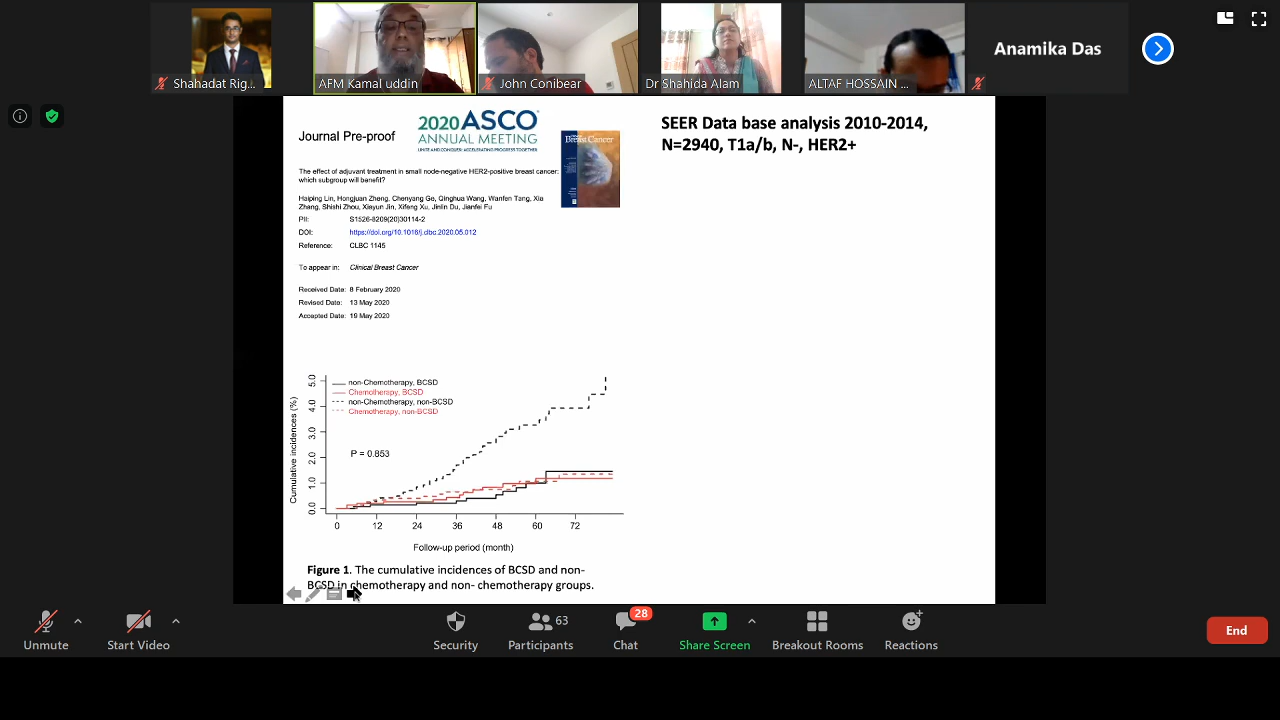 Shahadat Rig...
AFM Kamal uddin
John Conibear
Dr Shahida Alam
ALTAF HOSSAIN ...
Anamika Das
Journal Pre-proof
2020 ASCO
ANNUAL MEETING
UNITE AND CONQUER: ACCELERATING PROGRESS TOGETHER
Breast Cancer
SEER Data base analysis 2010-2014,
N=2940, T1a/b, N-, HER2+
The effect of adjuvant treatment in small node-negative HER2-positive breast cancer:
which subgroup will benefit?
Haiping Lin, Hongjuan Zheng, Chenyang Ge, Qinghua Wang, Wanfen Tang, Xia
Zhang, Shishi Zhou, Xiayun Jin, Xifeng Xu, Jinlin Du, Jianfei Fu
PII: S1526-8209(20)30114-2
DOI: https://doi.org/10.1016/j.clbc.2020.05.012
Reference: CLBC 1145
To appear in: Clinical Breast Cancer
Received Date: 8 February 2020
Revised Date: 13 May 2020
Accepted Date: 19 May 2020
non-Chemotherapy, BCSD
Chemotherapy, BCSD
non-Chemotherapy, non-BCSD
Chemotherapy, non-BCSD
P = 0.853
Cumulative incidences (%)
5.0
4.0
3.0
2.0
1.0
0.0
0 12 24 36 48 60 72
Follow-up period (month)
Figure 1. The cumulative incidences of BCSD and non-
BCSD in chemotherapy and non- chemotherapy groups.
Unmute
Start Video
Security
Participants
63
Chat
28
Share Screen
Breakout Rooms
Reactions
End